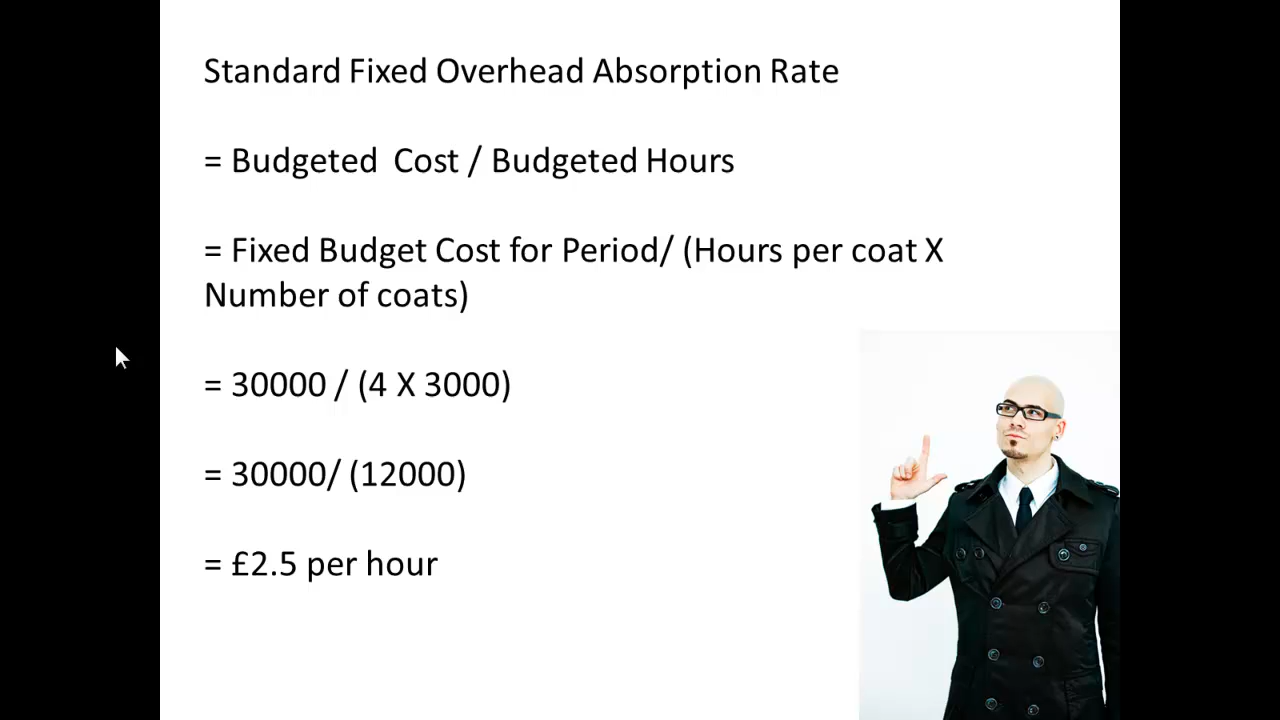 Standard Fixed Overhead Absorption Rate
= Budgeted Cost / Budgeted Hours
= Fixed Budget Cost for Period/ (Hours per coat X
Number of coats)
= 30000 / (4 X 3000)
= 30000/ (12000)
= £2.5 per hour